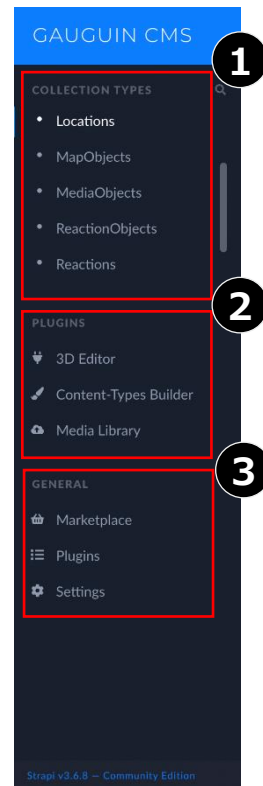 GAUGUIN CMS
1
COLLECTION TYPES
Locations
MapObjects
MediaObjects
ReactionObjects
Reactions
2
PLUGINS
3D Editor
Content-Types Builder
Media Library
3
GENERAL
Marketplace
Plugins
Settings
Strapi v3.6.8 — Community Edition